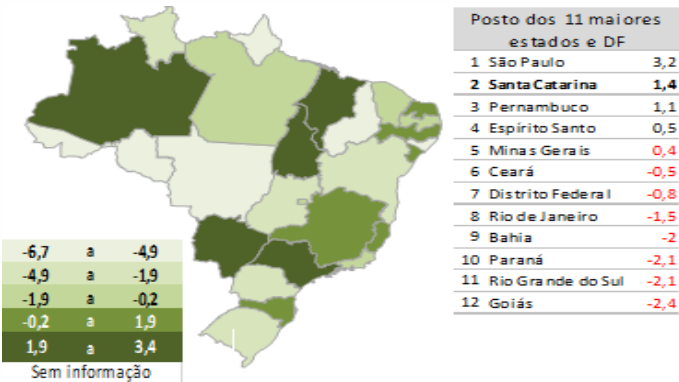 Posto dos 11 maiores
estados e DF
1 São Paulo 3,2
2 Santa Catarina 1,4
3 Pernambuco 1,1
4 Espírito Santo 0,5
5 Minas Gerais 0,4
6 Ceará -0,5
7 Distrito Federal -0,8
8 Rio de Janeiro -1,5
9 Bahia -2
10 Paraná -2,1
11 Rio Grande do Sul -2,1
12 Goiás -2,4
-6,7 a -4,9
-4,9 a -1,9
-1,9 a -0,2
-0,2 a 1,9
1,9 a 3,4
Sem informação